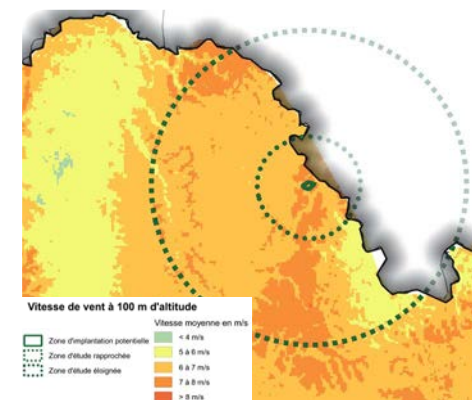 Vitesse de vent à 100 m d'altitude
Vitesse moyenne en m/s
Zone d'implantation potentielle
Zone d'étude rapprochée
Zone d'étude éloignée
< 4 m/s
5 à 6 m/s
6 à 7 m/s
7 à 8 m/s
> 8 m/s